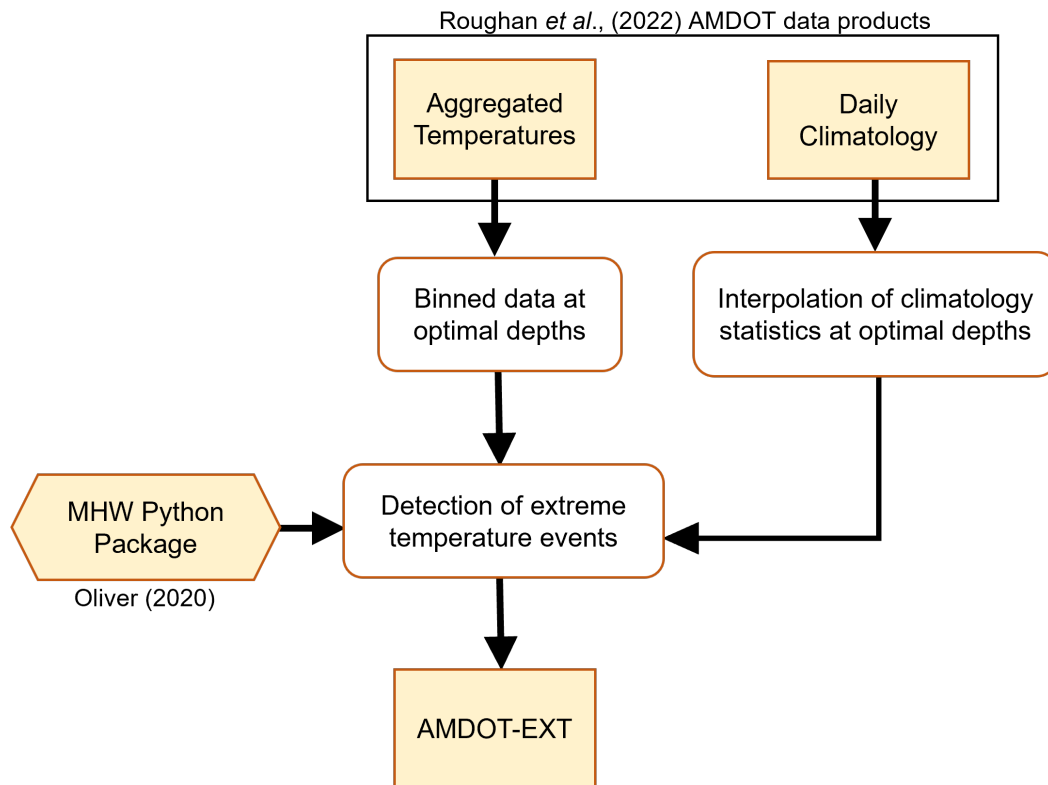 Roughan et al., (2022) AMDOT data products
Aggregated
Temperatures
Daily
Climatology
Binned data at
optimal depths
Interpolation of climatology
statistics at optimal depths
MHW Python
Package
Oliver (2020)
Detection of extreme
temperature events
AMDOT-EXT